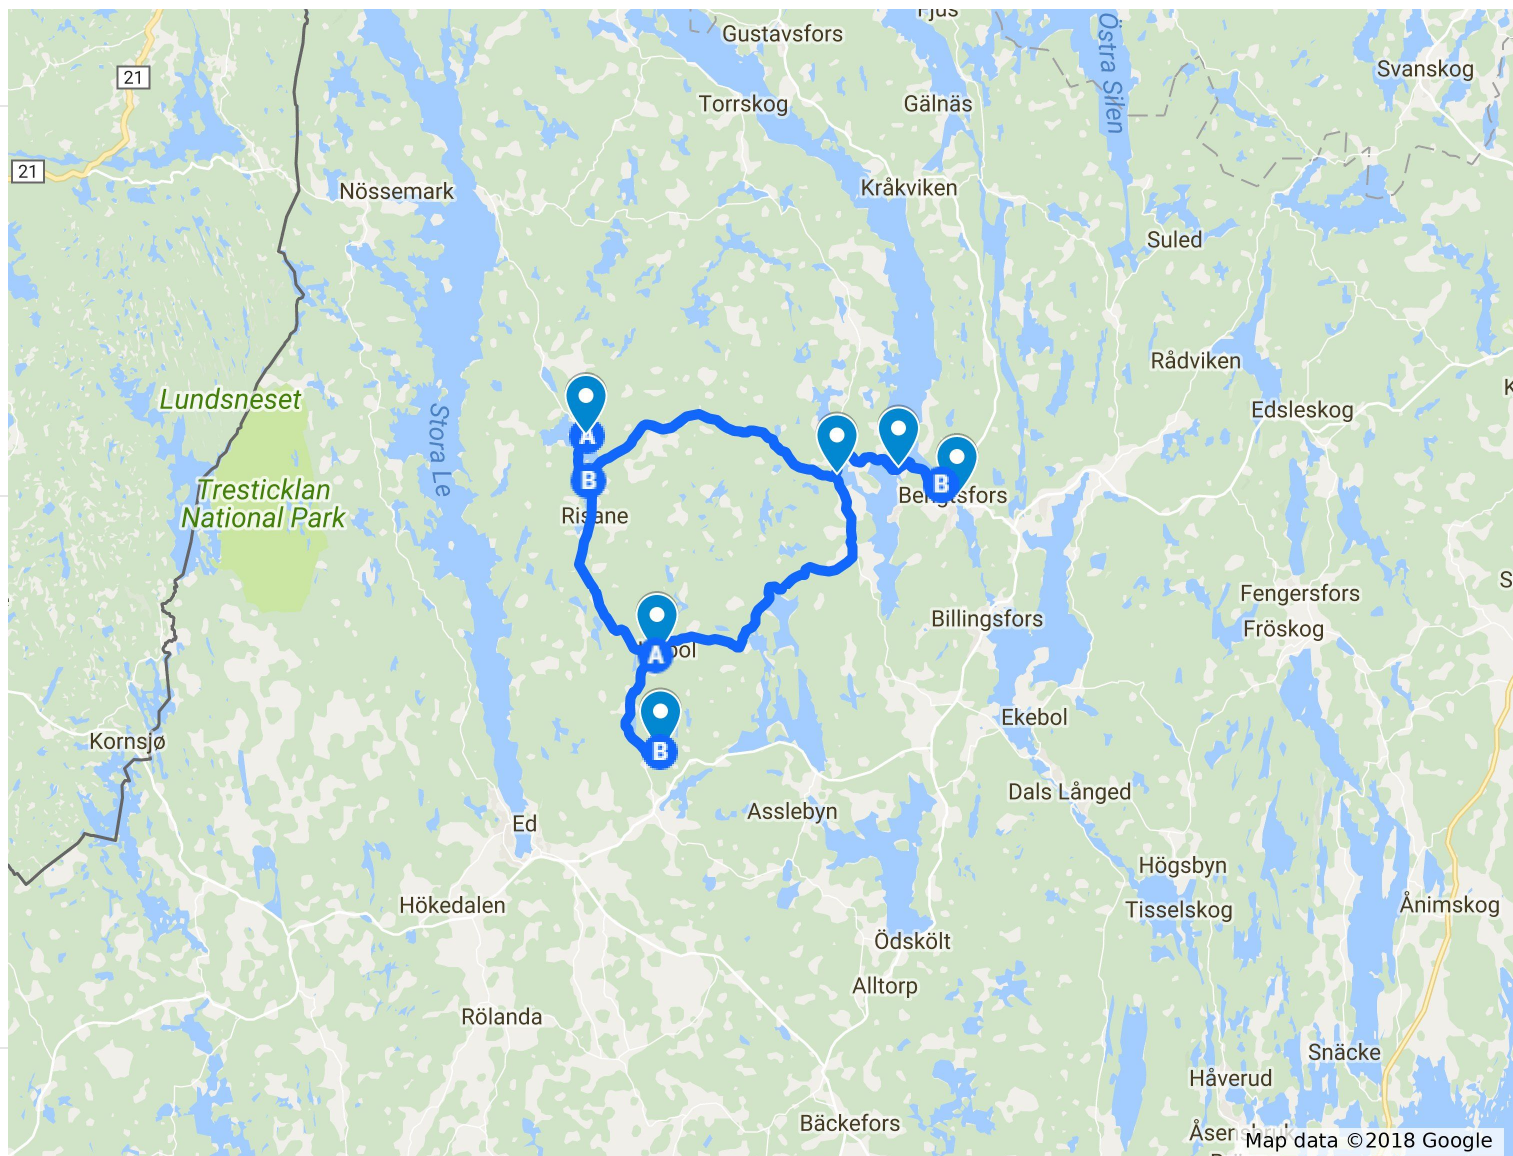 Fjus
Gustavsfors
Östra Silen
Svanskog
21
Torrskog
Gälnäs
21
Nössemark
Kråkviken
Suled
Rådviken
Lundsneset
Edsleskog
Stora Le
A
B
B
Tresticklan
National Park
Risane
Fengersfors
Billingsfors
Fröskog
A
Ekebol
Kornsjø
B
Dals Långed
Asslebyn
Ed
Högsbyn
Hökedalen
Tisselskog
Ånimskog
Ödskölt
Alltorp
Rölanda
Snäcke
Håverud
Bäckefors
Map data ©2018 Google